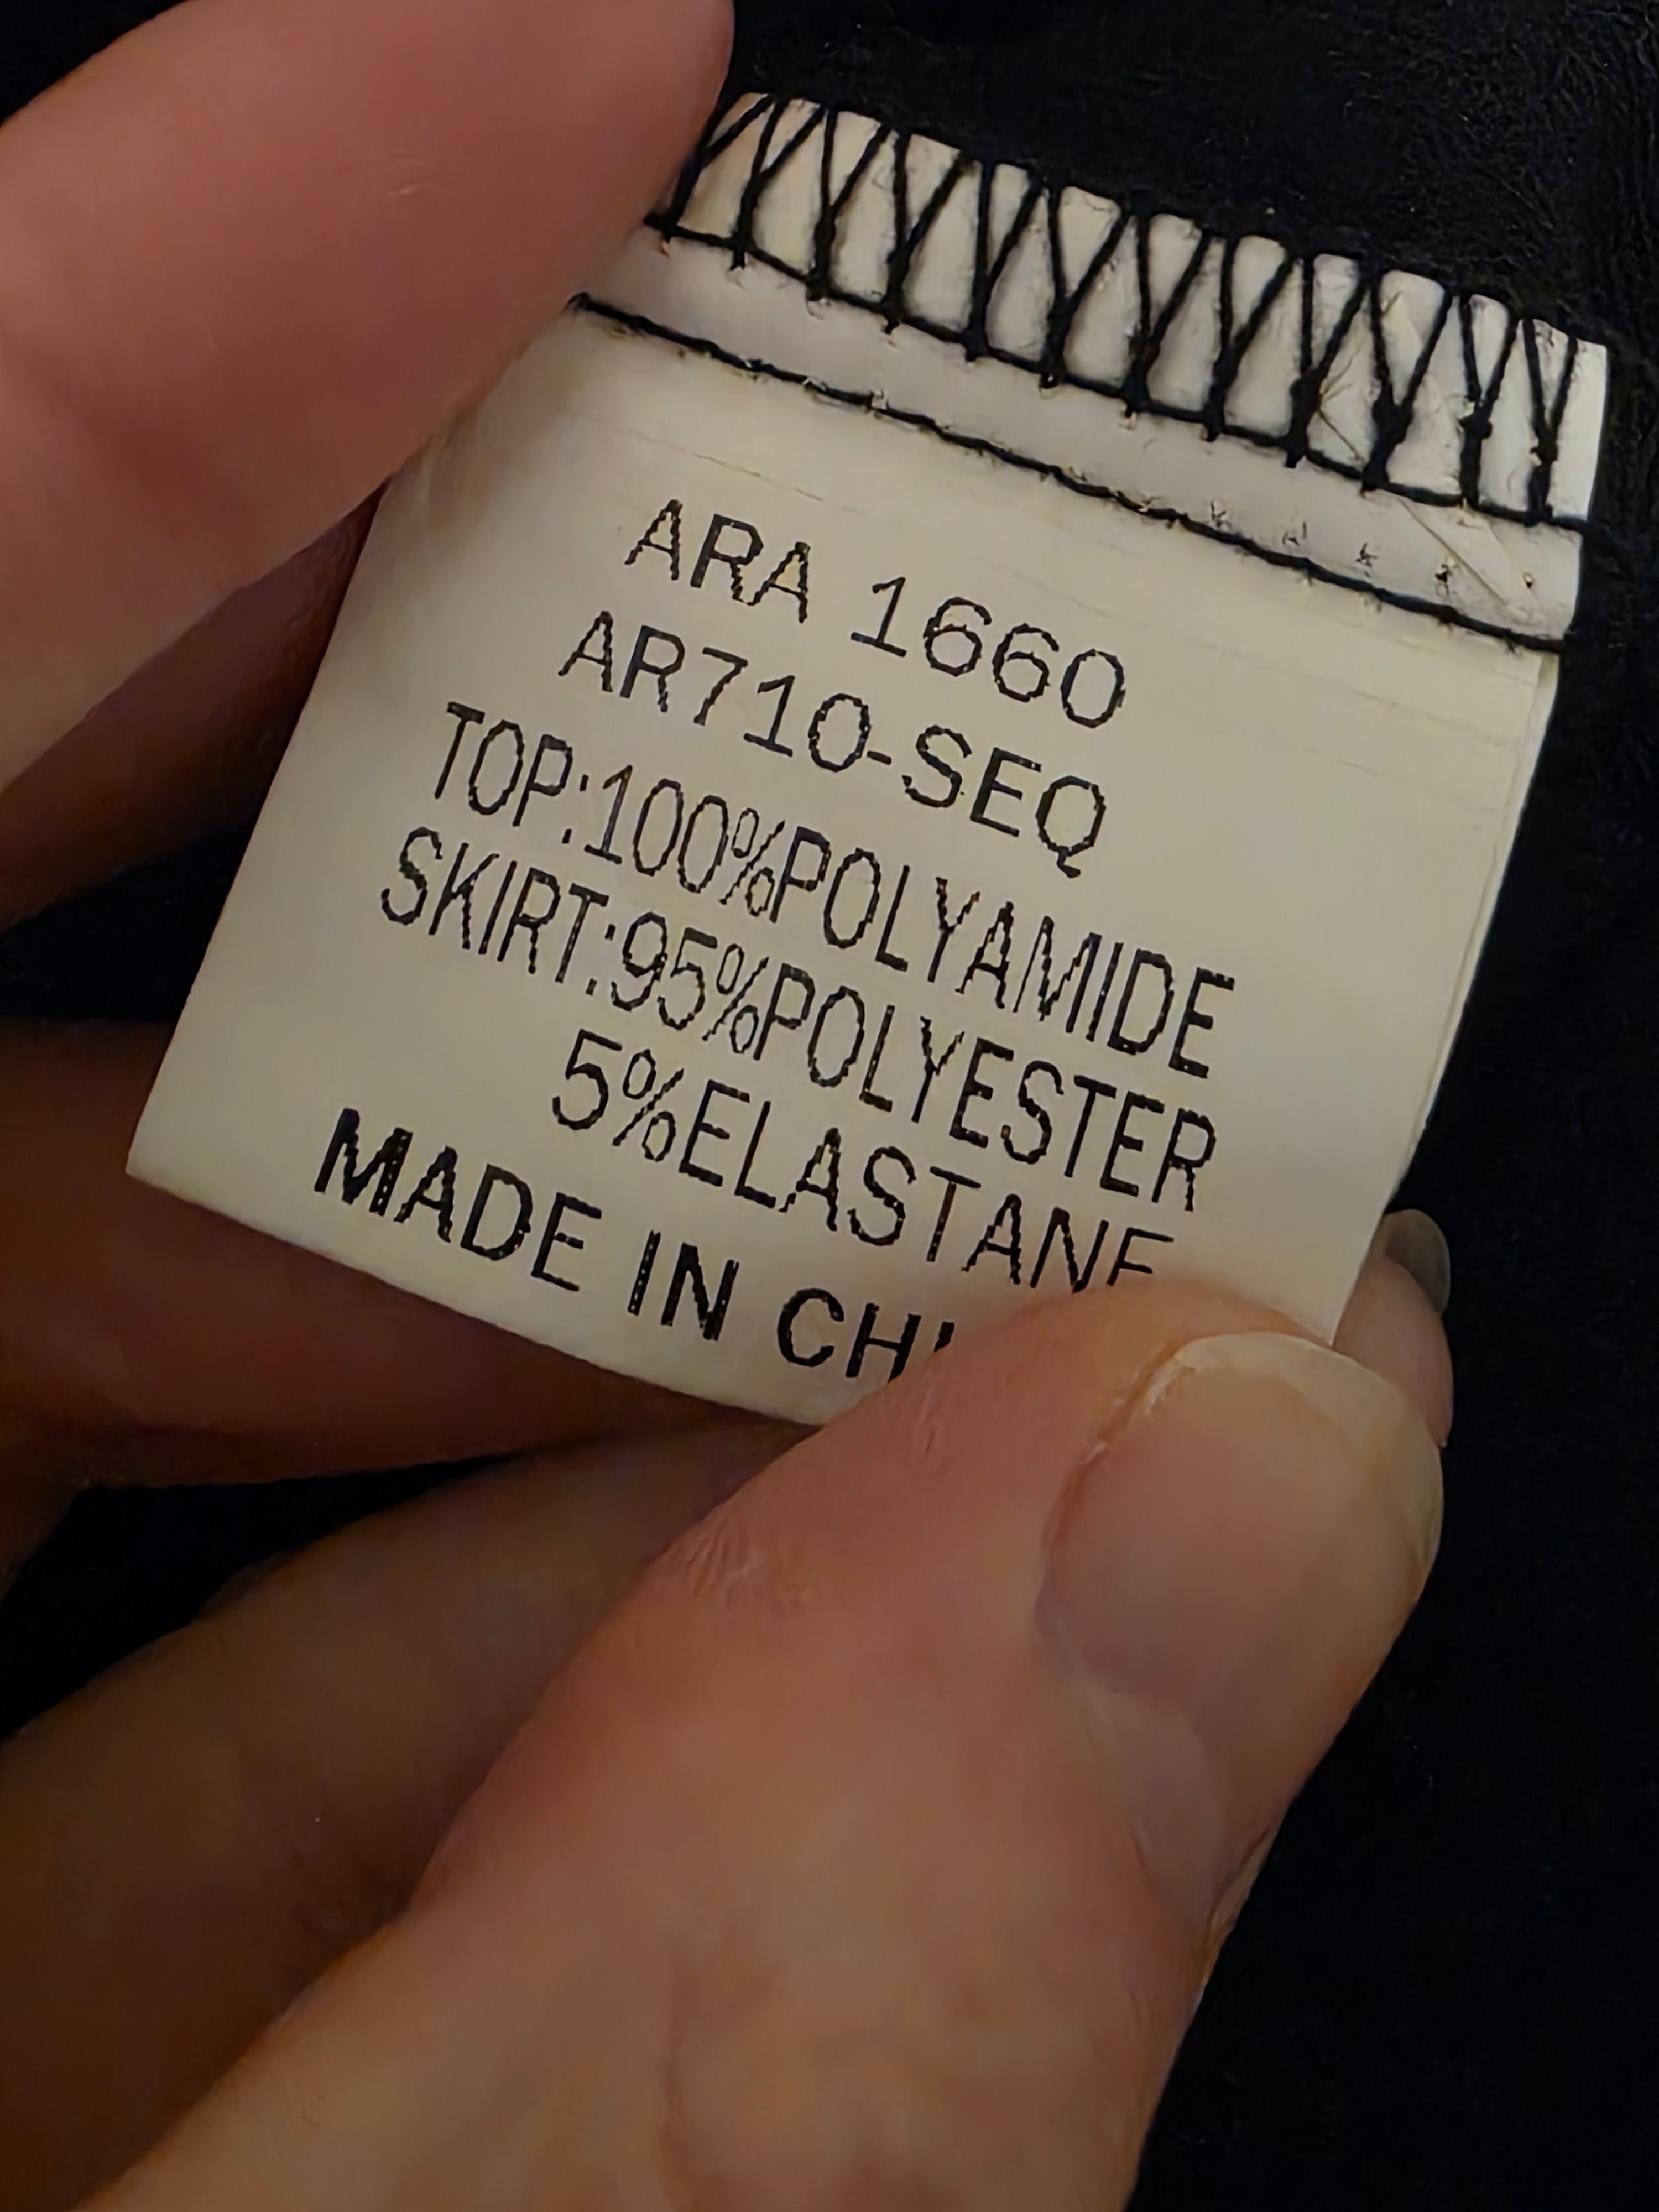 ARA 1660
AR710-SEQ
TOP:100%POLYAMIDE
SKIRT:95%POLYESTER
5%ELASTANE
MADE IN